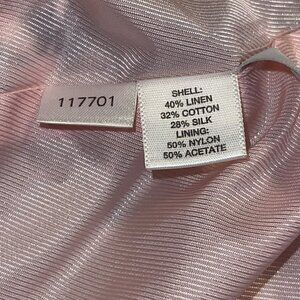 117701
SHELL:
40% LINEN
32% COTTON
28% SILK
LINING:
50% NYLON
50% ACETATE